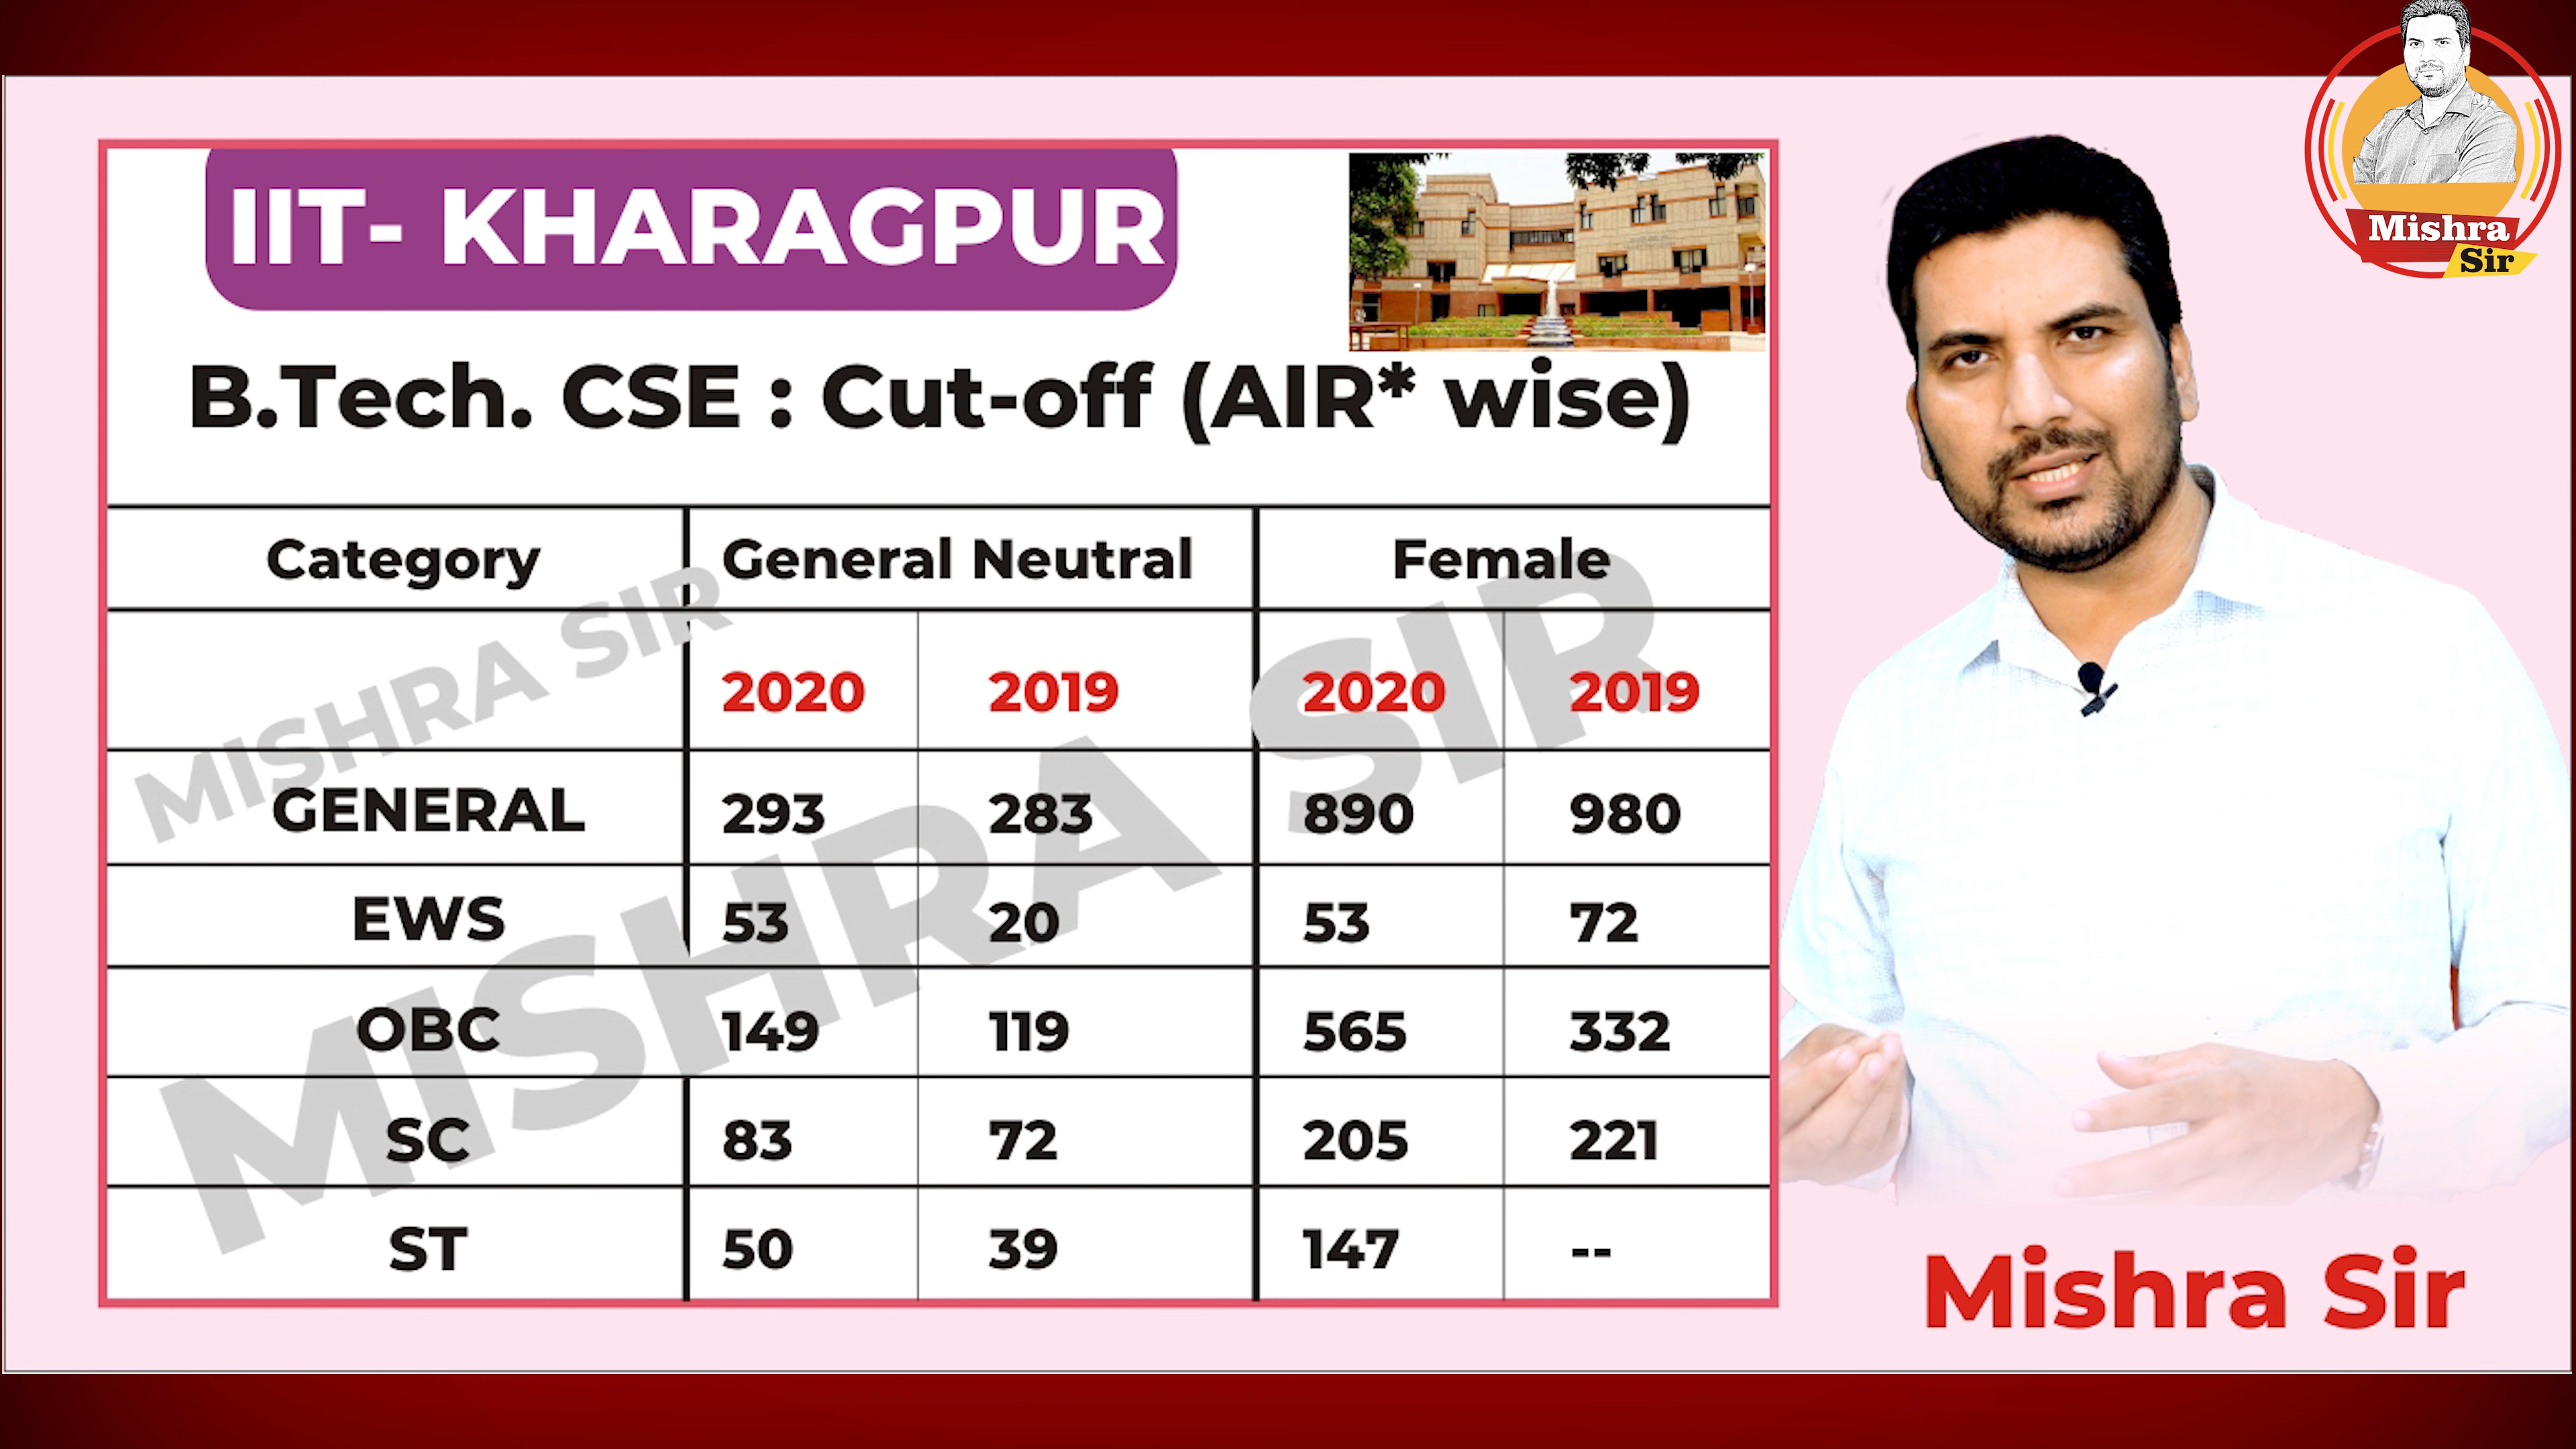 Mishra
Sir
IIT- KHARAGPUR
B.Tech. CSE : Cut-off (AIR* wise)
Category General Neutral Female
2020 2019 2020 2019
GENERAL 293 283 890 980
EWS 53 20 53 72
OBC 149 119 565 332
SC 83 72 205 221
ST 50 39 147 --
MISHRA SIR
MISHRA SIR
Mishra Sir